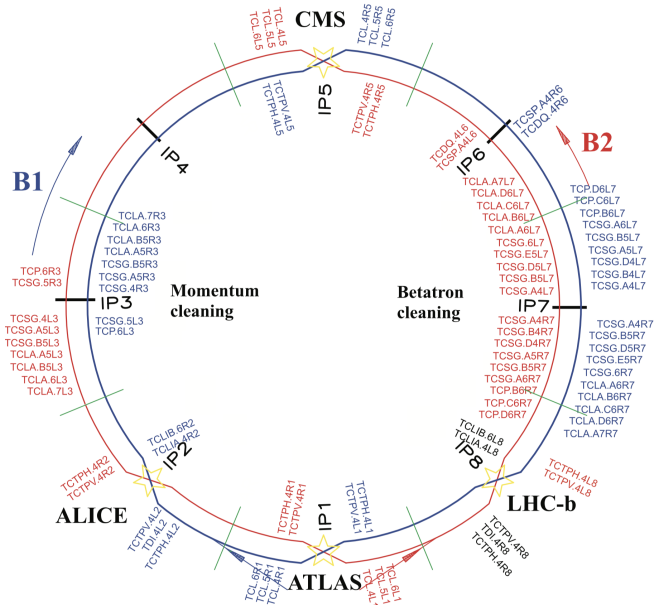 CMS
TCL.4L5
TCL.5L5
TCL.6L5
TCL.4R5
TCL.5R5
TCL.6R5
TCTPV.4L5
TCTPH.4L5
IP5
TCTPV.4R5
TCTPH.4R5
TCSP.A4R6
TCDQ.4R6
TCDQ.4L6
TCSP.A4L6
IP4
IP6
B1
B2
TCLA.A7L7
TCLA.D6L7
TCLA.C6L7
TCLA.B6L7
TCLA.A6L7
TCSG.6L7
TCSG.E5L7
TCSG.D5L7
TCSG.B5L7
TCSG.A4L7
TCP.D6L7
TCP.C6L7
TCP.B6L7
TCSG.A6L7
TCSG.B5L7
TCSG.A5L7
TCSG.D4L7
TCSG.B4L7
TCSG.A4L7
TCLA.7R3
TCLA.6R3
TCLA.B5R3
TCLA.A5R3
TCSG.B5R3
TCSG.A5R3
TCSG.4R3
TCP.6R3
TCSG.5R3
IP3
Momentum
cleaning
Betatron
cleaning
IP7
TCSG.5L3
TCP.6L3
TCSG.4L3
TCSG.A5L3
TCSG.B5L3
TCLA.A5L3
TCLA.B5L3
TCLA.6L3
TCLA.7L3
TCSG.A4R7
TCSG.B4R7
TCSG.D4R7
TCSG.A5R7
TCSG.B5R7
TCSG.A6R7
TCP.B6R7
TCP.C6R7
TCP.D6R7
TCSG.A4R7
TCSG.B5R7
TCSG.D5R7
TCSG.E5R7
TCSG.6R7
TCLA.A6R7
TCLA.B6R7
TCLA.C6R7
TCLA.D6R7
TCLA.A7R7
TCLIB.6R2
TCLIA.4R2
IP2
TCLIB.6L8
TCLIA.4L8
IP8
TCTPH.4R2
TCTPV.4R2
ALICE
TCTPH.4L8
TCTPV.4L8
LHC-b
TCTPV.4L2
TDI.4L2
TCTPH.4L2
TCTPH.4R1
TCTPV.4R1
IP1
TCTPH.4L1
TCTPV.4L1
TCTPV.4R8
TDI.4R8
TCTPH.4R8
TCL.6R1
TCL.5R1
TCL.4R1
ATLAS
TCL.6L1
TCL.5L1